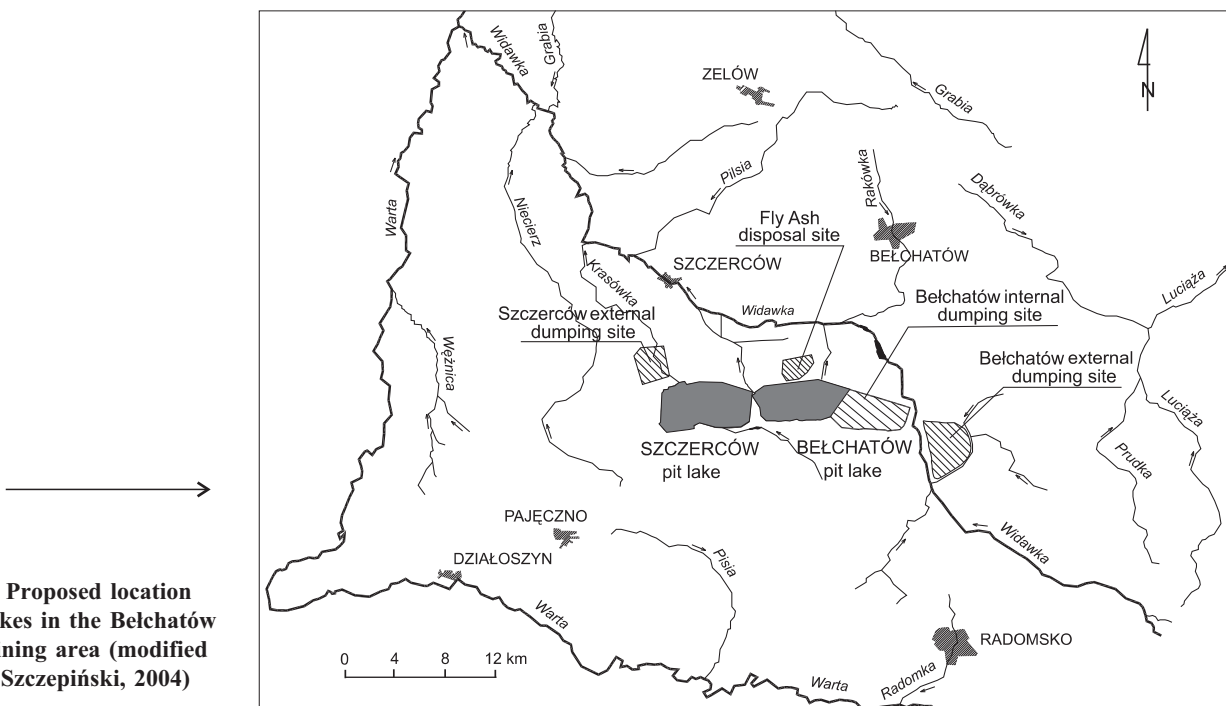 Widawka
Grabia
ZELÓW
N
Grabia
Pilsia
Rakówka
Dąbrówka
Warta
Niecierz
Fly Ash
disposal site
BEŁCHATÓW
SZCZERCÓW
Krasówka
Luciąża
Bełchatów internal
dumping site
Szczerców external
dumping site
Widawka
Bełchatów external
dumping site
Wężnica
Luciąża
SZCZERCÓW
pit lake
BEŁCHATÓW
pit lake
Prudka
PAJĘCZNO
Widawka
DZIAŁOSZYN
Pisia
Warta
RADOMSKO
0 4 8 12 km
Warta
Radomka
Proposed location
kes in the Bełchatów
ining area (modified
Szczepiński, 2004)